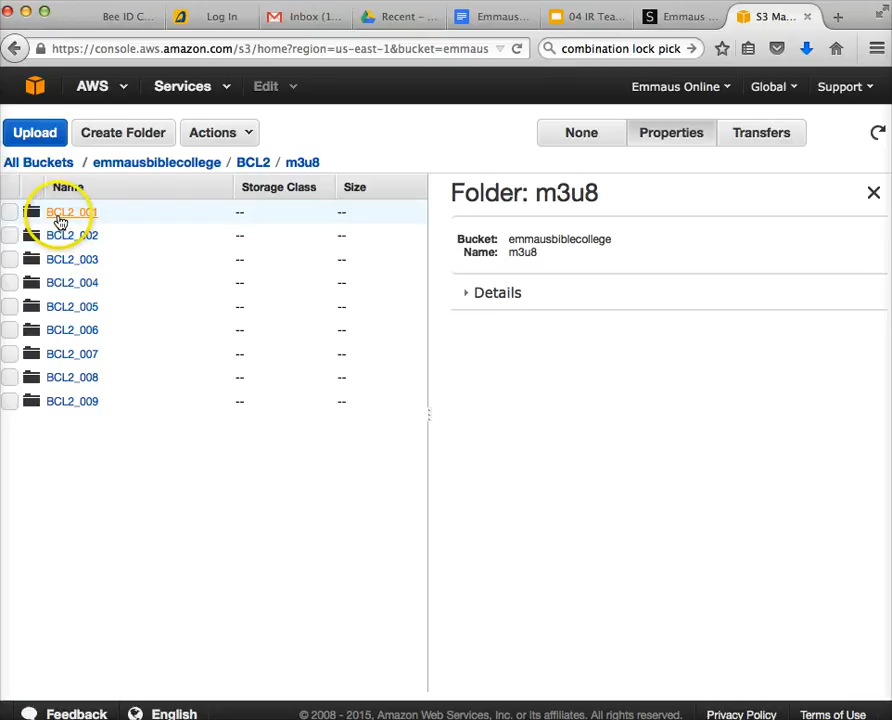 Bee ID C... Log In Inbox (1... Recent – ... Emmaus... 04 IR Tea... Emmaus ... S3 Ma...
https://console.aws.amazon.com/s3/home?region=us-east-1&bucket=emmaus combination lock pick
AWS Services Edit Emmaus Online Global Support
Upload Create Folder Actions None Properties Transfers
All Buckets / emmausbiblecollege / BCL2 / m3u8
Name Storage Class Size
Folder: m3u8
BCL2_001 -- --
BCL2_002 -- --
Bucket: emmausbiblecollege
Name: m3u8
BCL2_003 -- --
BCL2_004 -- --
Details
BCL2_005 -- --
BCL2_006 -- --
BCL2_007 -- --
BCL2_008 -- --
BCL2_009 -- --
Feedback English © 2008 - 2015, Amazon Web Services, Inc. or its affiliates. All rights reserved. Privacy Policy Terms of Use